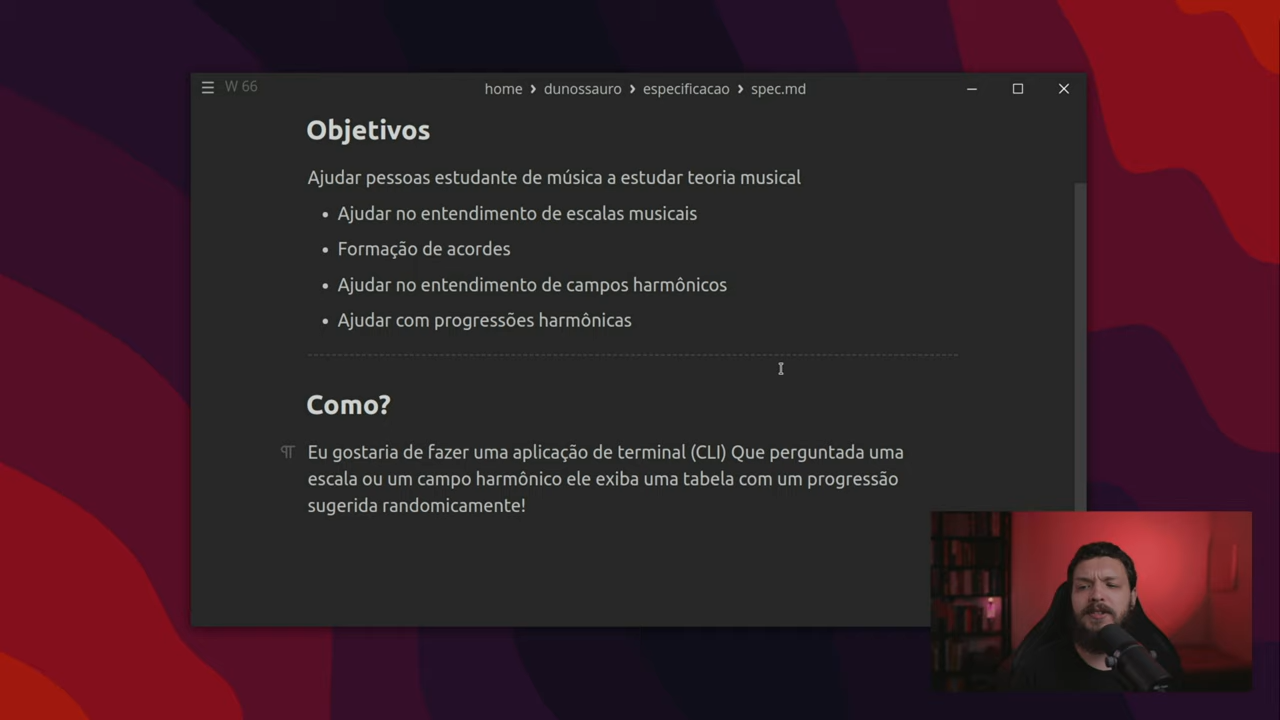 W 66
home › dunossauro › especificacao › spec.md
Objetivos
Ajudar pessoas estudante de música a estudar teoria musical
• Ajudar no entendimento de escalas musicais
• Formação de acordes
• Ajudar no entendimento de campos harmônicos
• Ajudar com progressões harmônicas
Como?
Eu gostaria de fazer uma aplicação de terminal (CLI) Que perguntada uma
escala ou um campo harmônico ele exiba uma tabela com um progressão
sugerida randomicamente!